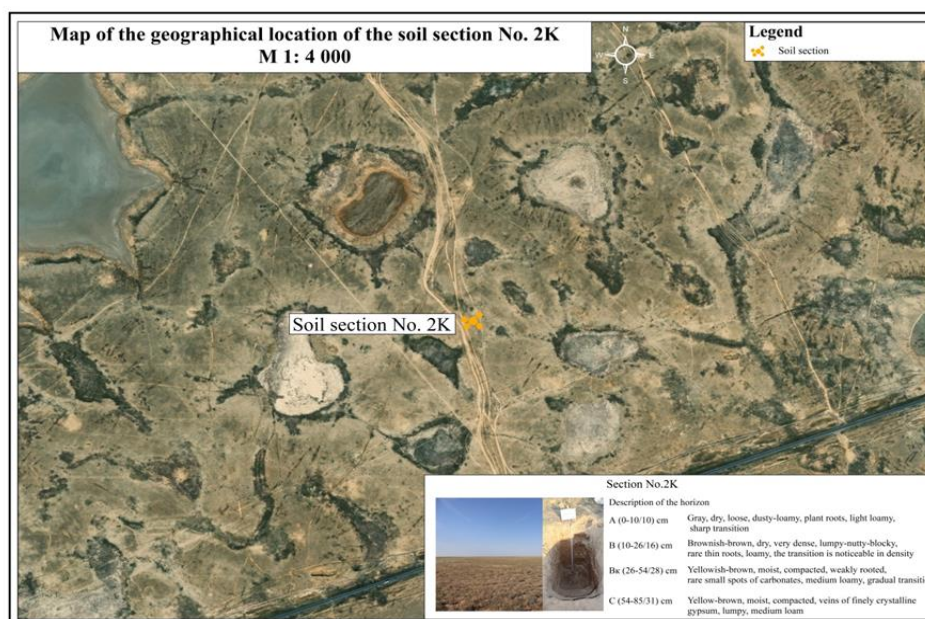 Map of the geographical location of the soil section No. 2K
M 1: 4 000
N
W E
S
Legend
Soil section
Soil section No. 2K
Section No.2K
Description of the horizon
A (0-10/10) cm Gray, dry, loose, dusty-loamy, plant roots, light loamy,
sharp transition
B (10-26/16) cm Brownish-brown, dry, very dense, lumpy-nutty-blocky,
rare thin roots, loamy, the transition is noticeable in density
Bк (26-54/28) cm Yellowish-brown, moist, compacted, weakly rooted,
rare small spots of carbonates, medium loamy, gradual transiti
C (54-85/31) cm Yellow-brown, moist, compacted, veins of finely crystalline
gypsum, lumpy, medium loam